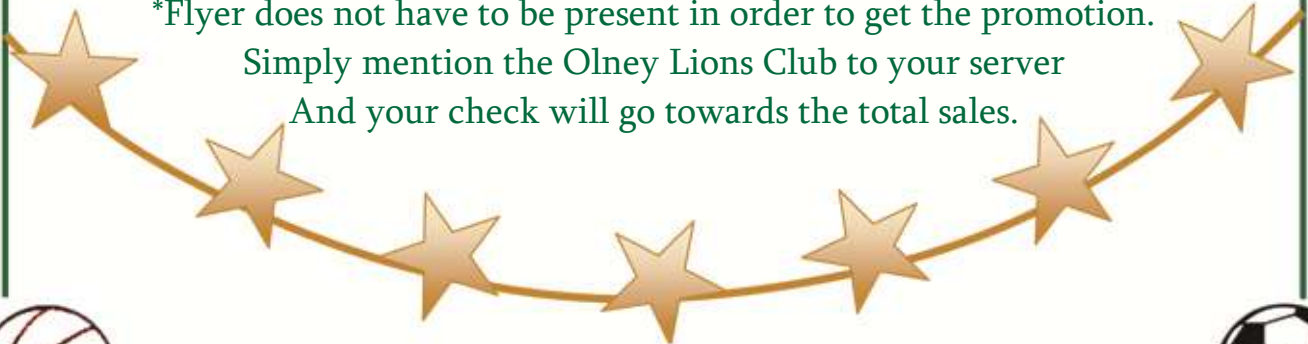 *Flyer does not have to be present in order to get the promotion.
Simply mention the Olney Lions Club to your server
And your check will go towards the total sales.